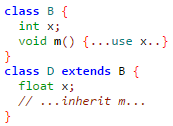 class B {
  int x;
  void m() {...use x..}
}
class D extends B {
  float x;
  // ...inherit m...
}